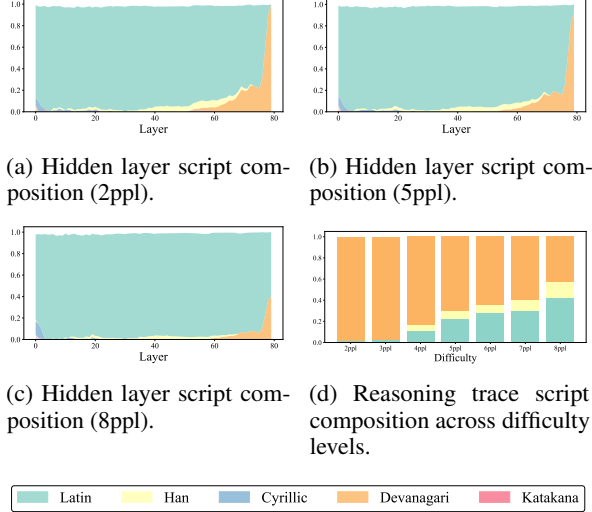 1.0
0.8
0.6
0.4
0.2
0.0
0 20 40 60 80
Layer
1.0
0.8
0.6
0.4
0.2
0.0
0 20 40 60 80
Layer
(a) Hidden layer script com-
position (2ppl).
(b) Hidden layer script com-
position (5ppl).
1.0
0.8
0.6
0.4
0.2
0.0
0 20 40 60 80
Layer
1.0
0.8
0.6
0.4
0.2
0.0
2ppl 3ppl 4ppl 5ppl 6ppl 7ppl 8ppl
Difficulty
(c) Hidden layer script com-
position (8ppl).
(d) Reasoning trace script
composition across difficulty
levels.
Latin Han Cyrillic Devanagari Katakana